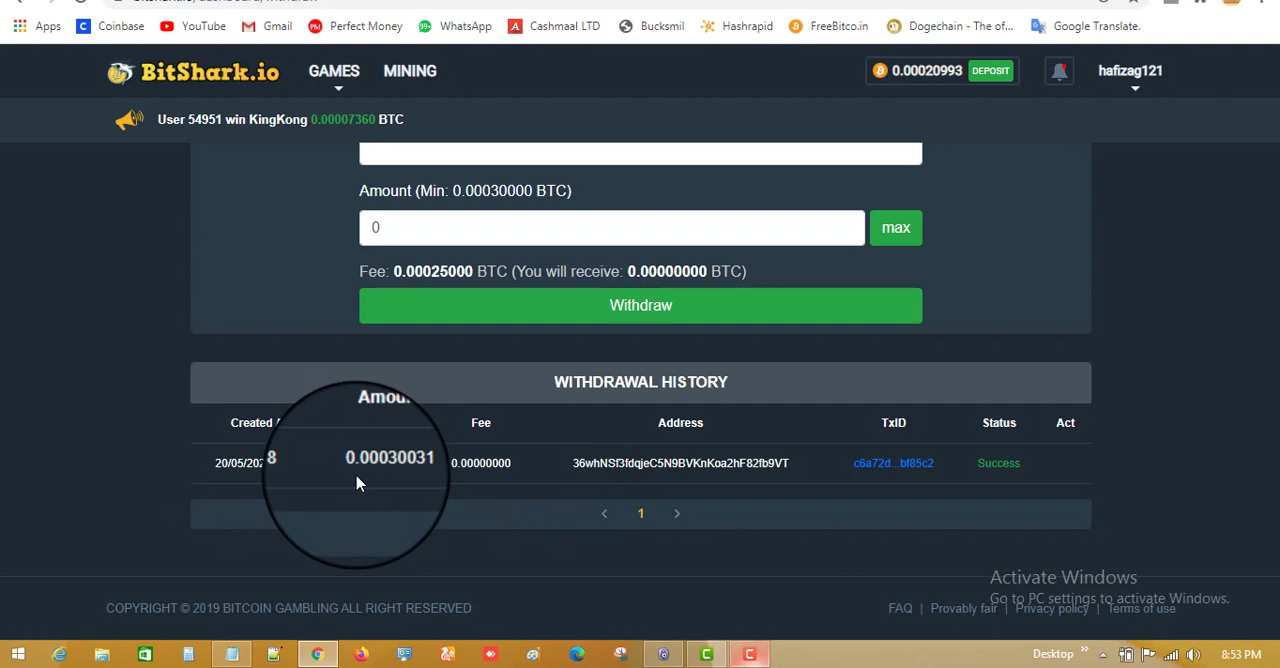 Apps Coinbase YouTube Gmail Perfect Money WhatsApp Cashmaal LTD Bucksmil Hashrapid FreeBitco.in Dogechain - The of... Google Translate.
BitShark.io GAMES MINING 0.00020993 DEPOSIT hafizag121
User 54951 win KingKong 0.00007360 BTC
Amount (Min: 0.00030000 BTC)
0 max
Fee: 0.00025000 BTC (You will receive: 0.00000000 BTC)
Withdraw
WITHDRAWAL HISTORY
Created Amou Fee Address TxID Status Act
20/05/202 8 0.00030031 0.00000000 36whNSf3fdqjeC5N9BVKnKoa2hF82fb9VT c6a72d...bf85c2 Success
1
Activate Windows
Go to PC settings to activate Windows.
COPYRIGHT © 2019 BITCOIN GAMBLING ALL RIGHT RESERVED FAQ | Provably fair | Privacy policy | Terms of use
Desktop 8:53 PM